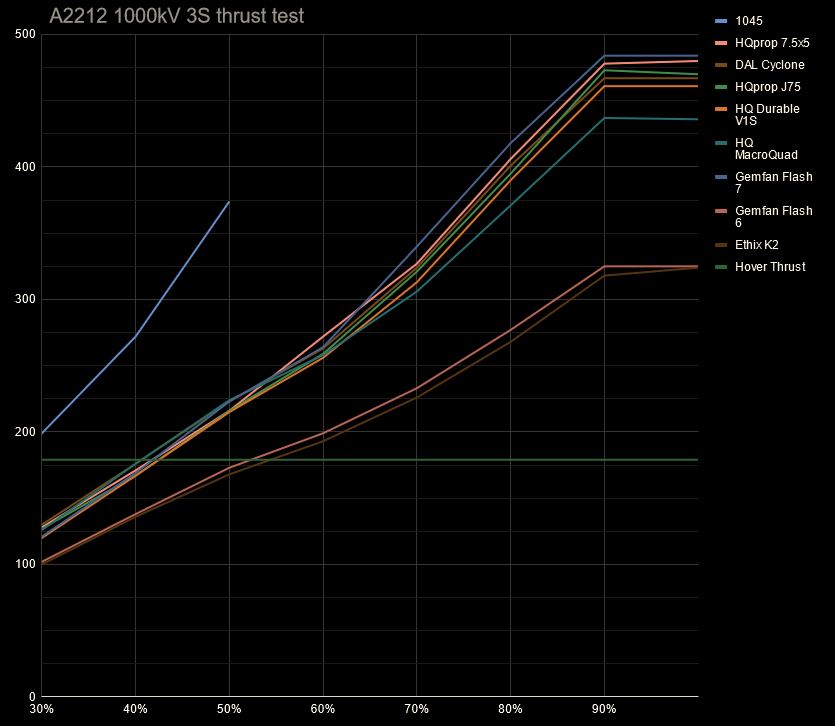 A2212 1000kV 3S thrust test
500
400
300
200
100
0
30%
40%
50%
60%
70%
80%
90%
1045
HQprop 7.5x5
DAL Cyclone
HQprop J75
HQ Durable
V1S
HQ
MacroQuad
Gemfan Flash
7
Gemfan Flash
6
Ethix K2
Hover Thrust